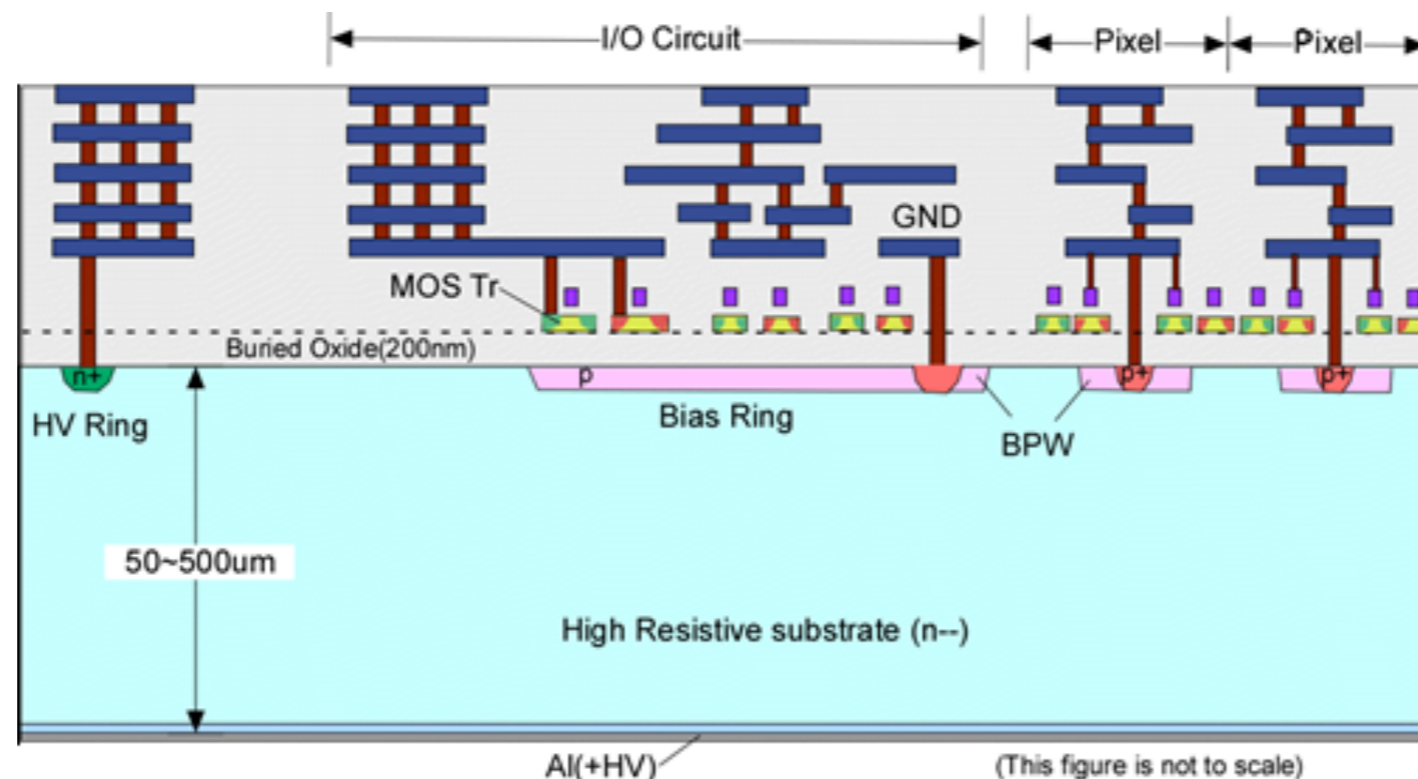 I/O Circuit
Pixel
Pixel
GND
MOS Tr
Buried Oxide(200nm)
n+
p
p+
p+
HV Ring
Bias Ring
BPW
50~500um
High Resistive substrate (n--)
Al(+HV)
(This figure is not to scale)